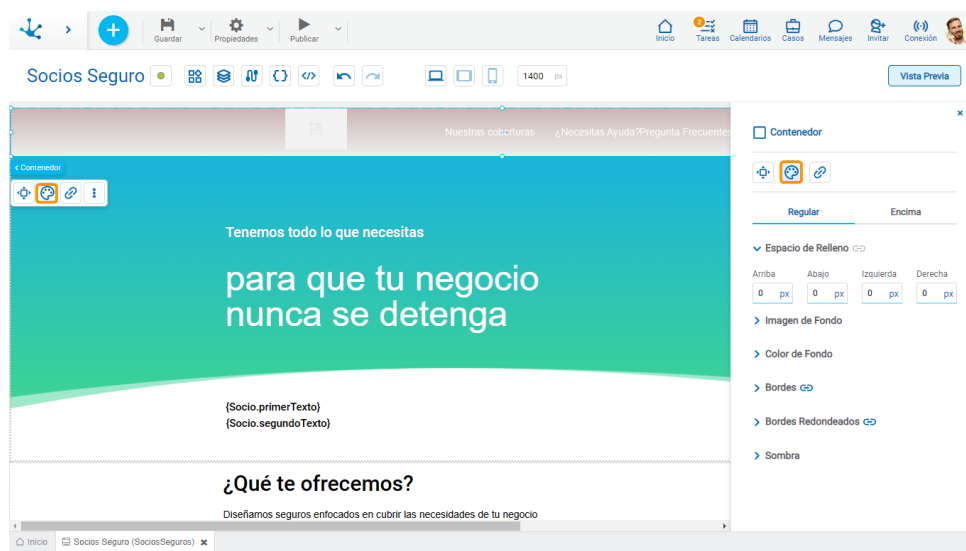 Guardar
Propiedades
Publicar
Inicio
2
Tareas
Calendarios
Casos
Mensajes
Invitar
Conexión
Socios Seguro
1400 px
Vista Previa
Nuestras coberturas ¿Necesitas Ayuda?Pregunta Frecuentes
Contenedor
Contenedor
Regular Encima
Espacio de Relleno
Arriba Abajo Izquierda Derecha
0 px 0 px 0 px 0 px
Imagen de Fondo
Color de Fondo
Bordes
Bordes Redondeados
Sombra
Tenemos todo lo que necesitas
para que tu negocio
nunca se detenga
{Socio.primerTexto}
{Socio.segundoTexto}
¿Qué te ofrecemos?
Diseñamos seguros enfocados en cubrir las necesidades de tu negocio
Inicio
Socios Seguro (SociosSeguros)